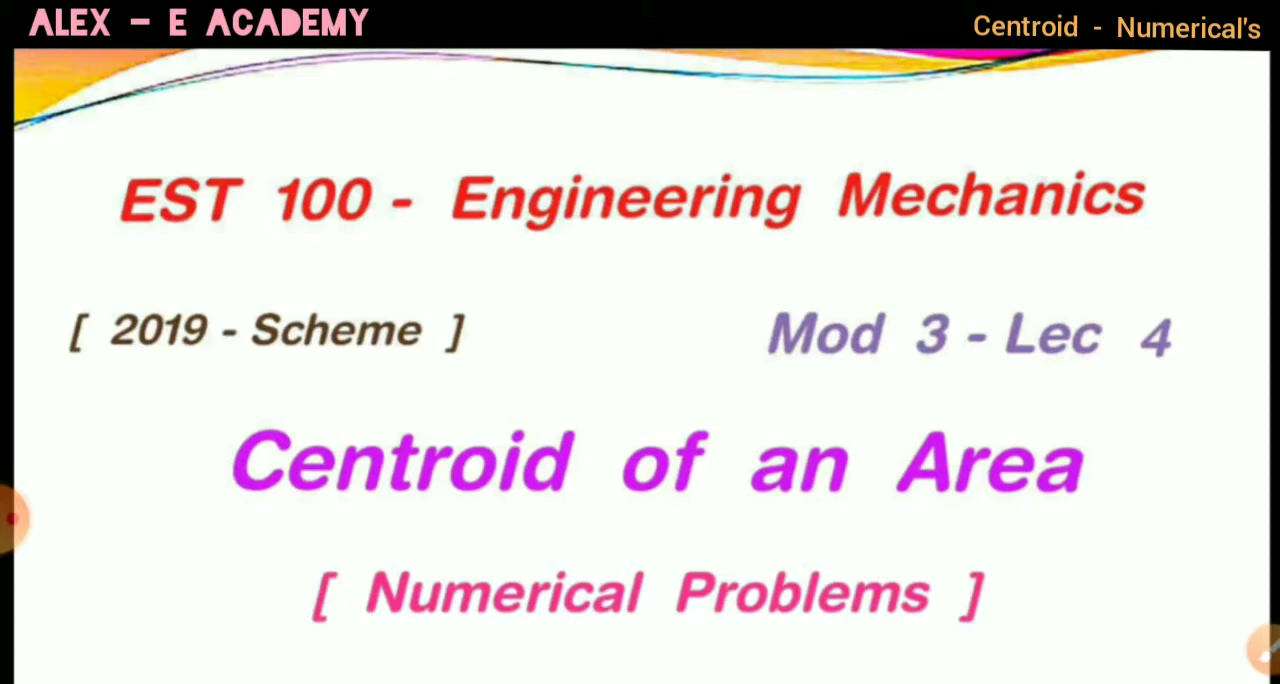 ALEX - E ACADEMY
Centroid - Numerical's
EST 100 - Engineering Mechanics
[ 2019 - Scheme ]
Mod 3 - Lec 4
Centroid of an Area
[ Numerical Problems ]